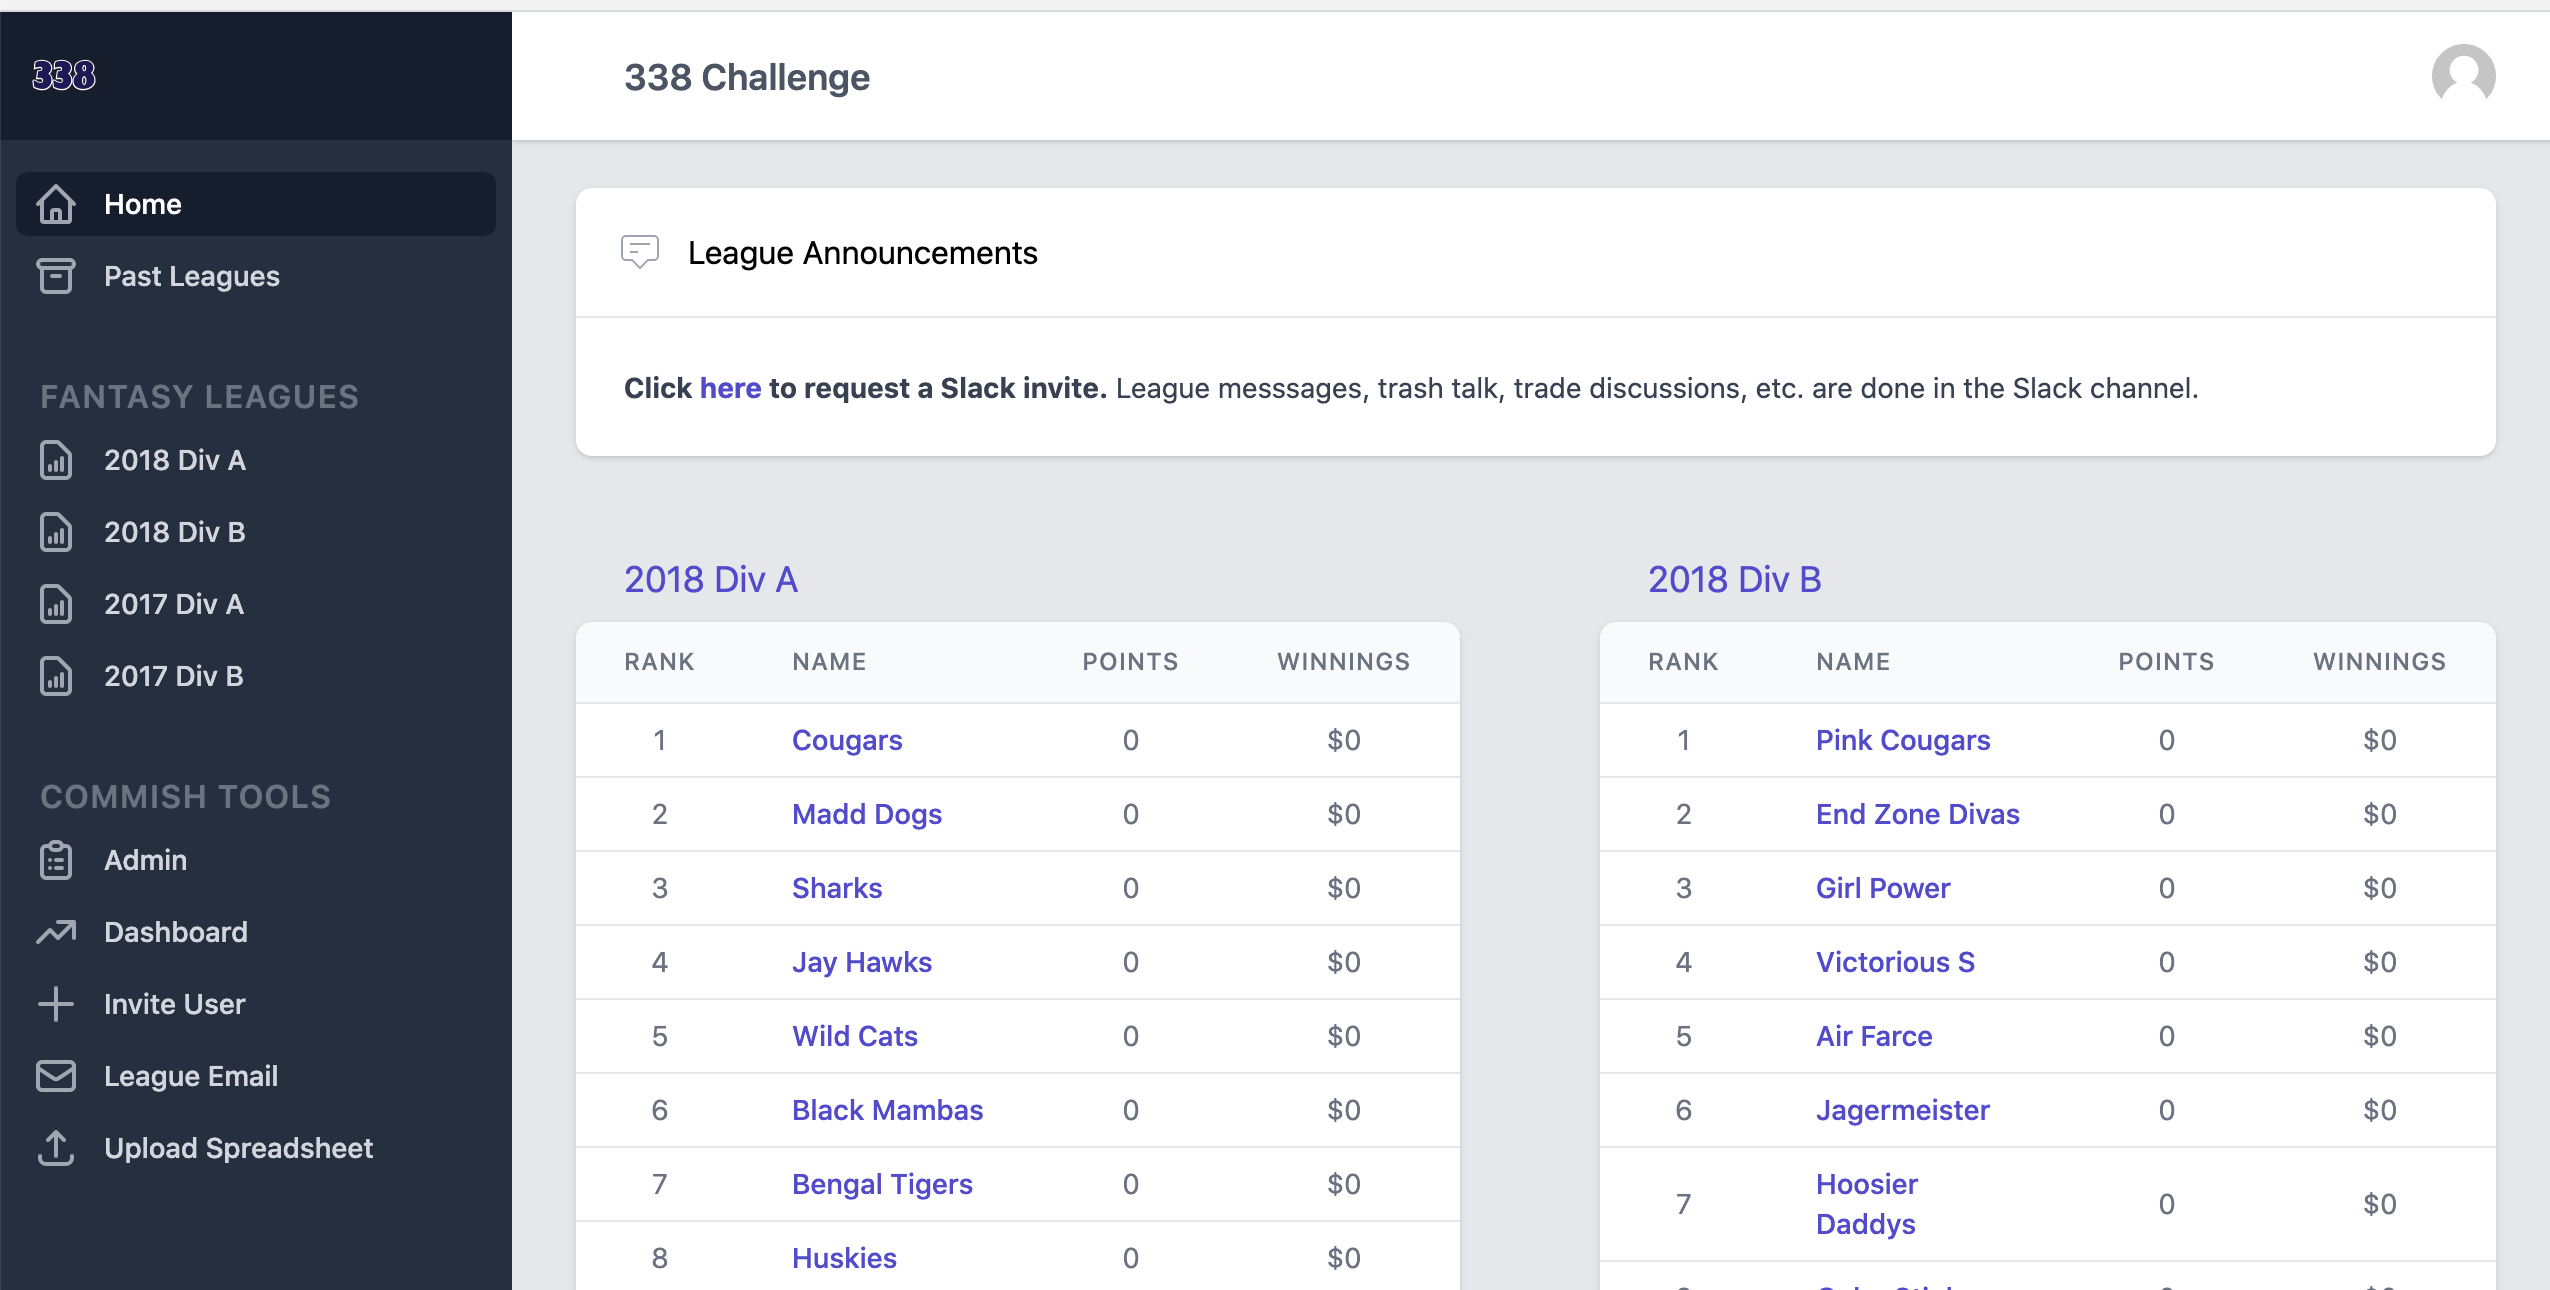 338
338 Challenge
Home
Past Leagues
FANTASY LEAGUES
2018 Div A
2018 Div B
2017 Div A
2017 Div B
COMMISH TOOLS
Admin
Dashboard
Invite User
League Email
Upload Spreadsheet
League Announcements
Click here to request a Slack invite. League messsages, trash talk, trade discussions, etc. are done in the Slack channel.
2018 Div A
RANK NAME POINTS WINNINGS
1 Cougars 0 $0
2 Madd Dogs 0 $0
3 Sharks 0 $0
4 Jay Hawks 0 $0
5 Wild Cats 0 $0
6 Black Mambas 0 $0
7 Bengal Tigers 0 $0
8 Huskies 0 $0
2018 Div B
RANK NAME POINTS WINNINGS
1 Pink Cougars 0 $0
2 End Zone Divas 0 $0
3 Girl Power 0 $0
4 Victorious S 0 $0
5 Air Farce 0 $0
6 Jagermeister 0 $0
7 Hoosier Daddys 0 $0